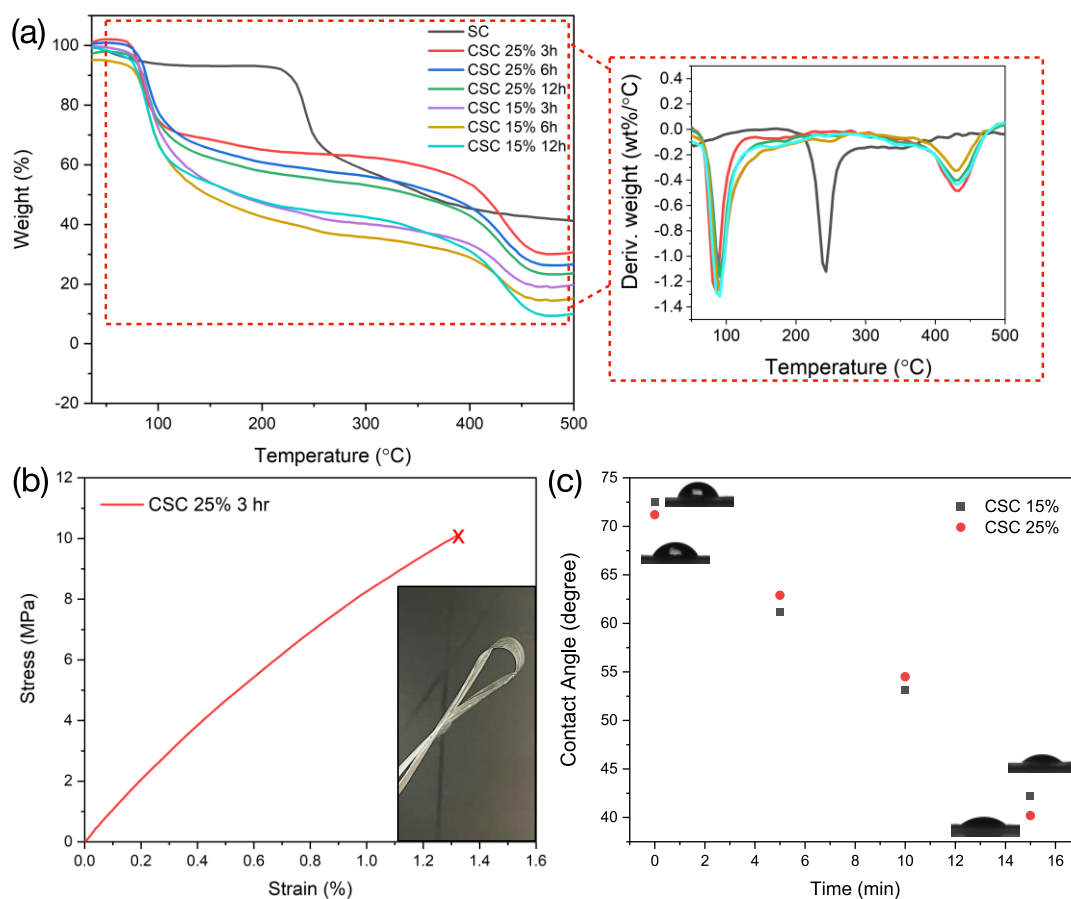 (a)
SC
CSC 25% 3h
CSC 25% 6h
CSC 25% 12h
CSC 15% 3h
CSC 15% 6h
CSC 15% 12h
100
80
60
40
20
0
-20
Weight (%)
100
200
300
400
500
Temperature (°C)
0.4
0.2
0.0
-0.2
-0.4
-0.6
-0.8
-1.0
-1.2
-1.4
Deriv. weight (wt%/°C)
100
200
300
400
500
Temperature (°C)
(b)
CSC 25% 3 hr
X
12
10
8
6
4
2
0
Stress (MPa)
0.0
0.2
0.4
0.6
0.8
1.0
1.2
1.4
1.6
Strain (%)
(c)
CSC 15%
CSC 25%
75
70
65
60
55
50
45
40
Contact Angle (degree)
0
2
4
6
8
10
12
14
16
Time (min)